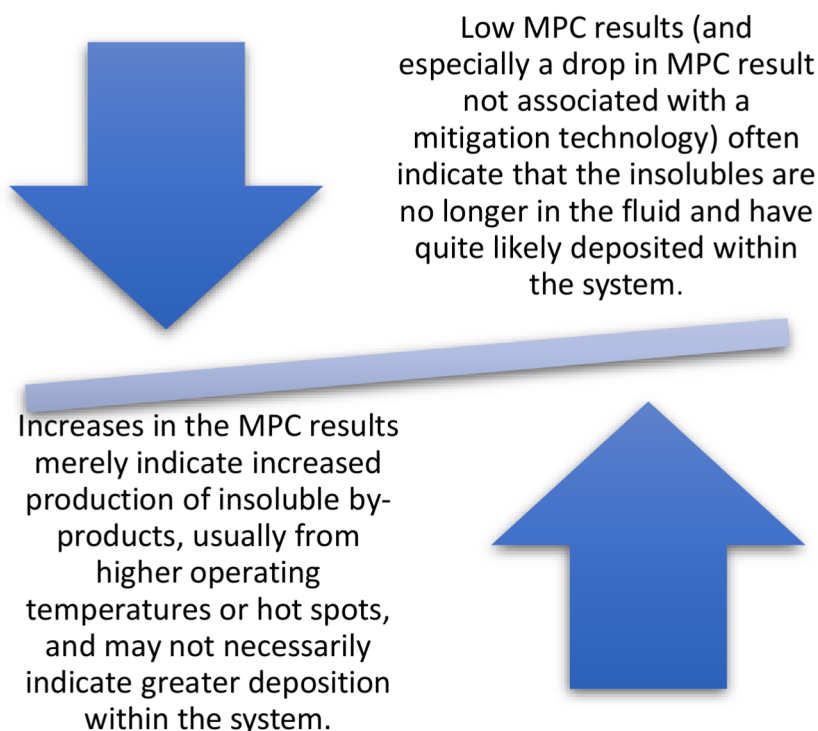 Low MPC results (and
especially a drop in MPC result
not associated with a
mitigation technology) often
indicate that the insolubles are
no longer in the fluid and have
quite likely deposited within
the system.
Increases in the MPC results
merely indicate increased
production of insoluble by-
products, usually from
higher operating
temperatures or hot spots,
and may not necessarily
indicate greater deposition
within the system.